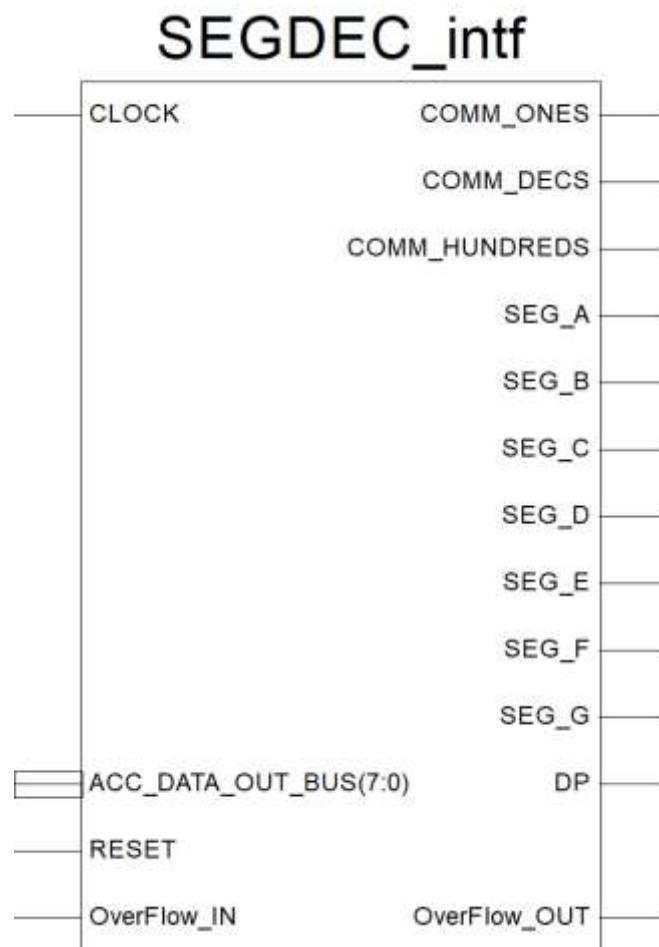 SEGDEC_intf
CLOCK COMM_ONES
COMM_DECS
COMM_HUNDREDS
SEG_A
SEG_B
SEG_C
SEG_D
SEG_E
SEG_F
SEG_G
ACC_DATA_OUT_BUS(7:0) DP
RESET
OverFlow_IN OverFlow_OUT